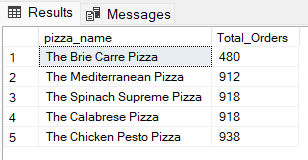 Results Messages
pizza_name Total_Orders
1 The Brie Carre Pizza 480
2 The Mediterranean Pizza 912
3 The Spinach Supreme Pizza 918
4 The Calabrese Pizza 918
5 The Chicken Pesto Pizza 938